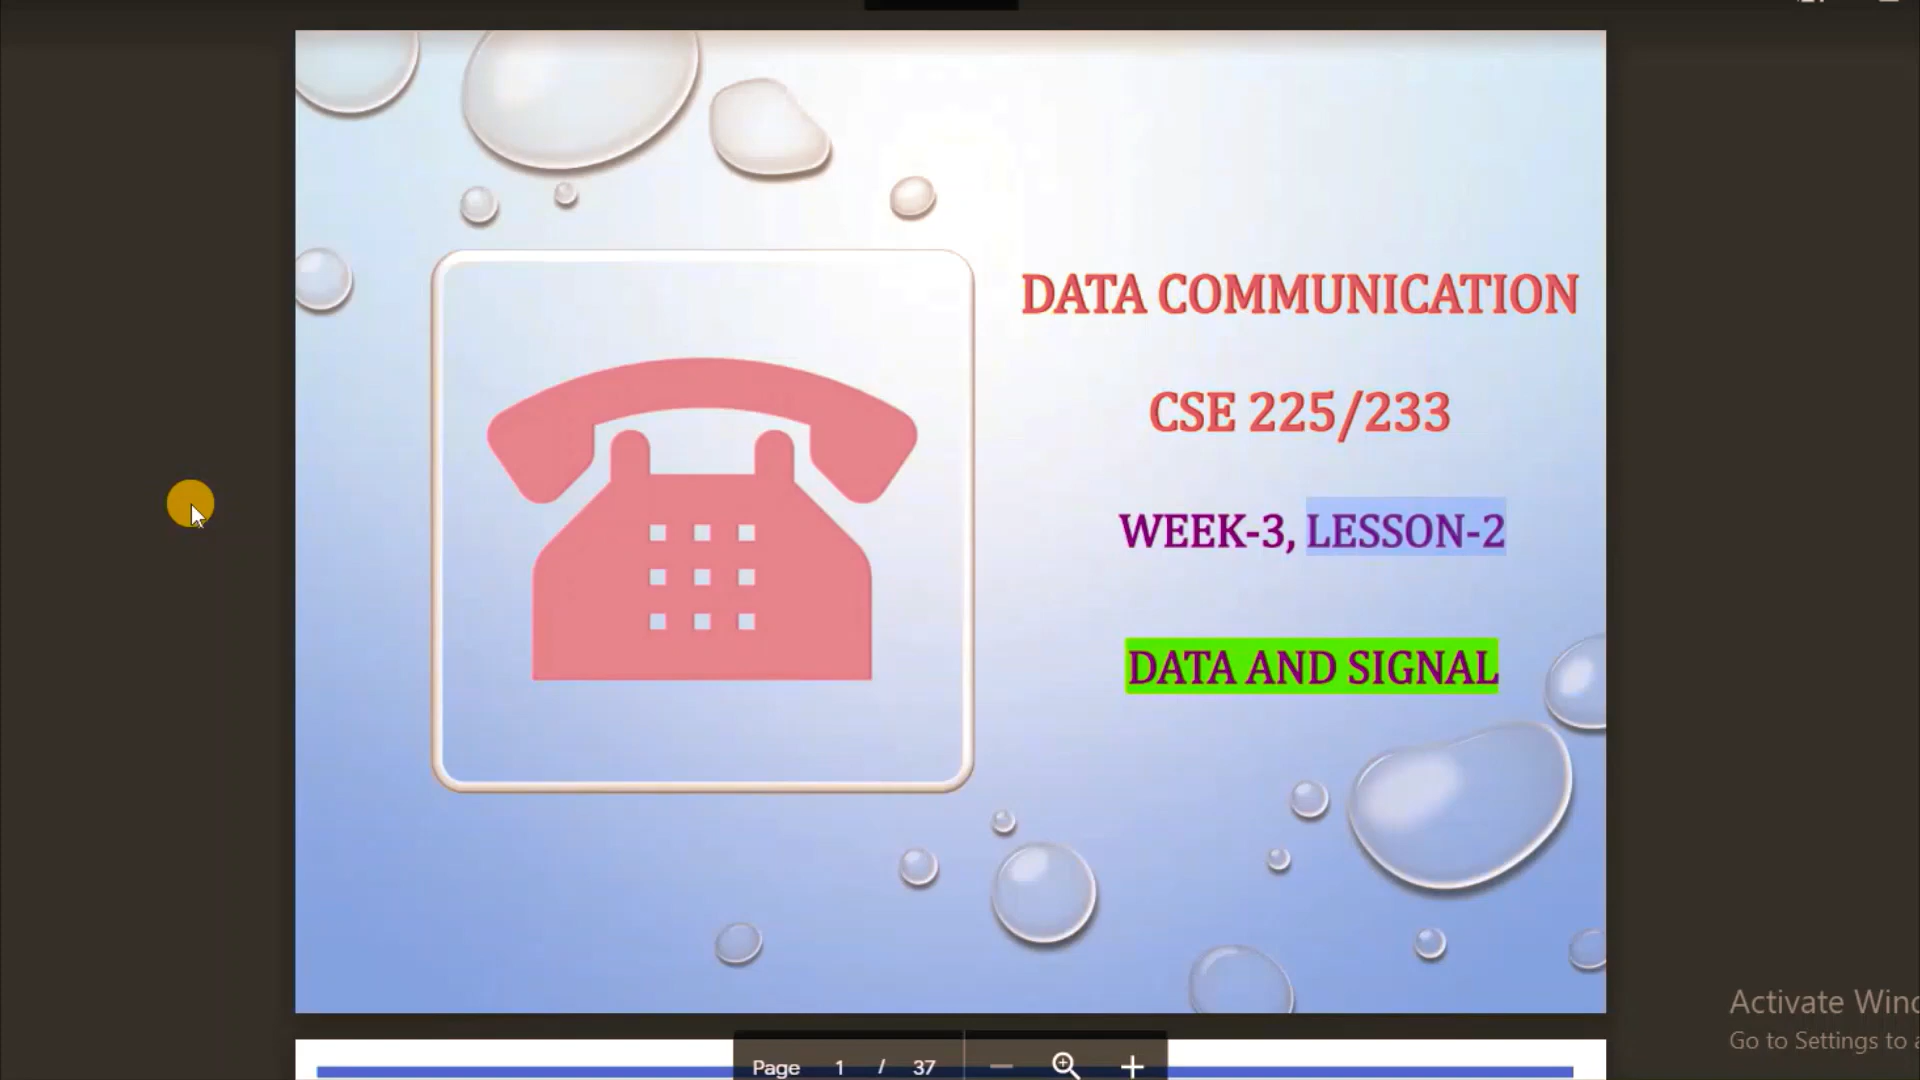 DATA COMMUNICATION
CSE 225/233
WEEK-3, LESSON-2
DATA AND SIGNAL
Activate Wind
Go to Settings to a
Page 1 / 37